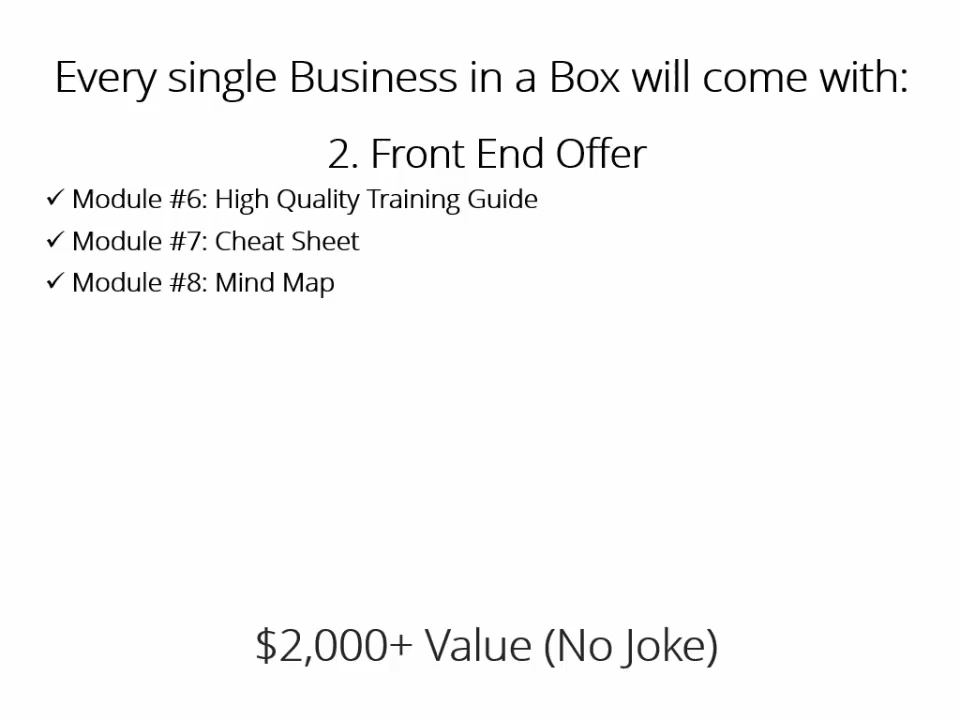 Every single Business in a Box will come with:
2. Front End Offer
✓ Module #6: High Quality Training Guide
✓ Module #7: Cheat Sheet
✓ Module #8: Mind Map
$2,000+ Value (No Joke)